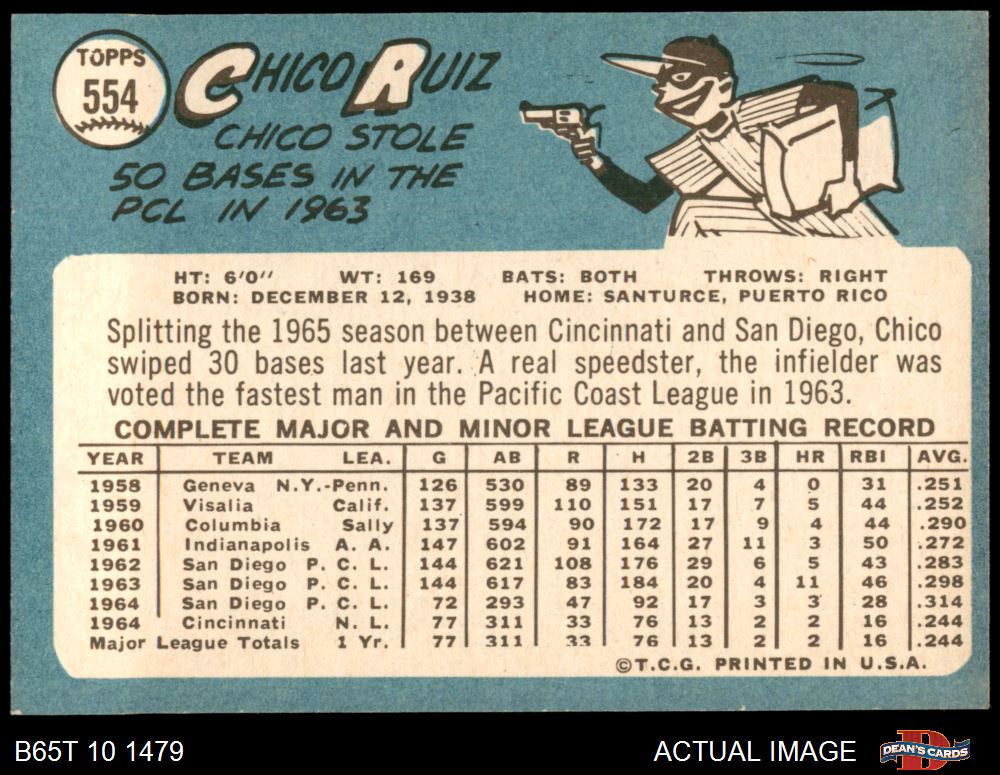 TOPPS
554
CHICO RUIZ
CHICO STOLE
50 BASES IN THE
PCL IN 1963
HT: 6'0" WT: 169 BATS: BOTH THROWS: RIGHT
BORN: DECEMBER 12, 1938 HOME: SANTURCE, PUERTO RICO
Splitting the 1965 season between Cincinnati and San Diego, Chico
swiped 30 bases last year. A real speedster, the infielder was
voted the fastest man in the Pacific Coast League in 1963.
COMPLETE MAJOR AND MINOR LEAGUE BATTING RECORD
YEAR TEAM LEA. G AB R H 2B 3B HR RBI AVG.
1958 Geneva N.Y.-Penn. 126 530 89 133 20 4 0 31 .251
1959 Visalia Calif. 137 599 110 151 17 7 5 44 .252
1960 Columbia Sally 137 594 90 172 17 9 4 44 .290
1961 Indianapolis A. A. 147 602 91 164 27 11 3 50 .272
1962 San Diego P. C. L. 144 621 108 176 29 6 5 43 .283
1963 San Diego P. C. L. 144 617 83 184 20 4 11 46 .298
1964 San Diego P. C. L. 72 293 47 92 17 3 3 28 .314
1964 Cincinnati N. L. 77 311 33 76 13 2 2 16 .244
Major League Totals 1 Yr. 77 311 33 76 13 2 2 16 .244
©T.C.G. PRINTED IN U.S.A.
B65T 10 1479 ACTUAL IMAGE DEAN'S CARDS